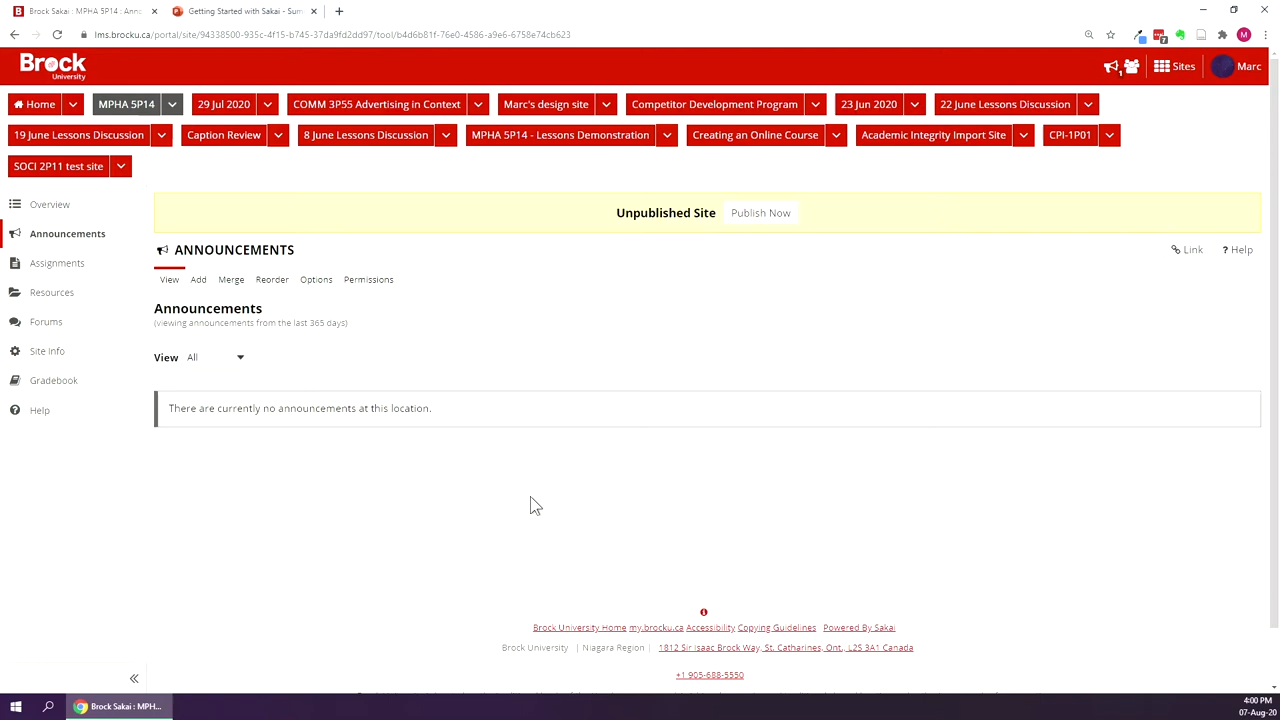 Brock Sakai : MPHA 5P14 : Anno
Getting Started with Sakai - Sum
lms.brocku.ca/portal/site/94338500-935c-4f15-b745-37da9fd2dd97/tool/b4d6b81f-76e0-4586-a9e6-6758e74cb623
7
M
Brock
University
1
Sites
Marc
Home
MPHA 5P14
29 Jul 2020
COMM 3P55 Advertising in Context
Marc's design site
Competitor Development Program
23 Jun 2020
22 June Lessons Discussion
19 June Lessons Discussion
Caption Review
8 June Lessons Discussion
MPHA 5P14 - Lessons Demonstration
Creating an Online Course
Academic Integrity Import Site
CPI-1P01
SOCI 2P11 test site
Overview
Announcements
Assignments
Resources
Forums
Site Info
Gradebook
Help
Unpublished Site Publish Now
ANNOUNCEMENTS
Link
? Help
View Add Merge Reorder Options Permissions
Announcements
(viewing announcements from the last 365 days)
View All
There are currently no announcements at this location.
Brock University Home my.brocku.ca Accessibility Copying Guidelines Powered By Sakai
Brock University | Niagara Region | 1812 Sir Isaac Brock Way, St. Catharines, Ont., L2S 3A1 Canada
+1 905-688-5550
Brock Sakai : MPH...
4:00 PM
07-Aug-20